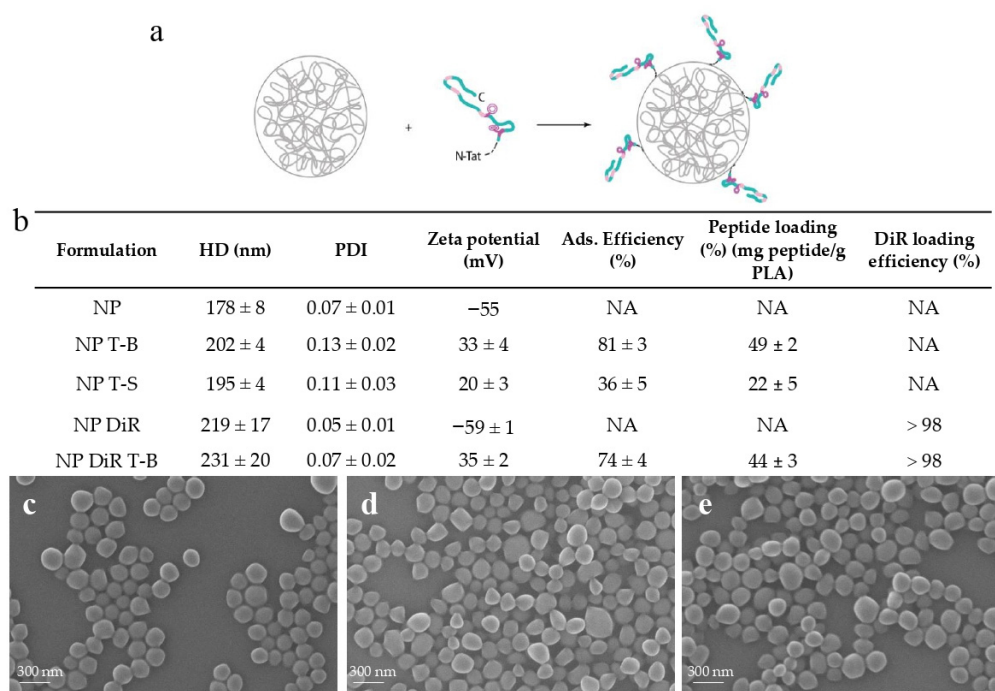 a
C
+
N-Tat
b
Formulation HD (nm) PDI Zeta potential (mV) Ads. Efficiency (%) Peptide loading (%) (mg peptide/g PLA) DiR loading efficiency (%)
NP 178 ± 8 0.07 ± 0.01 −55 NA NA NA
NP T-B 202 ± 4 0.13 ± 0.02 33 ± 4 81 ± 3 49 ± 2 NA
NP T-S 195 ± 4 0.11 ± 0.03 20 ± 3 36 ± 5 22 ± 5 NA
NP DiR 219 ± 17 0.05 ± 0.01 −59 ± 1 NA NA > 98
NP DiR T-B 231 ± 20 0.07 ± 0.02 35 ± 2 74 ± 4 44 ± 3 > 98
c
300 nm
d
300 nm
e
300 nm